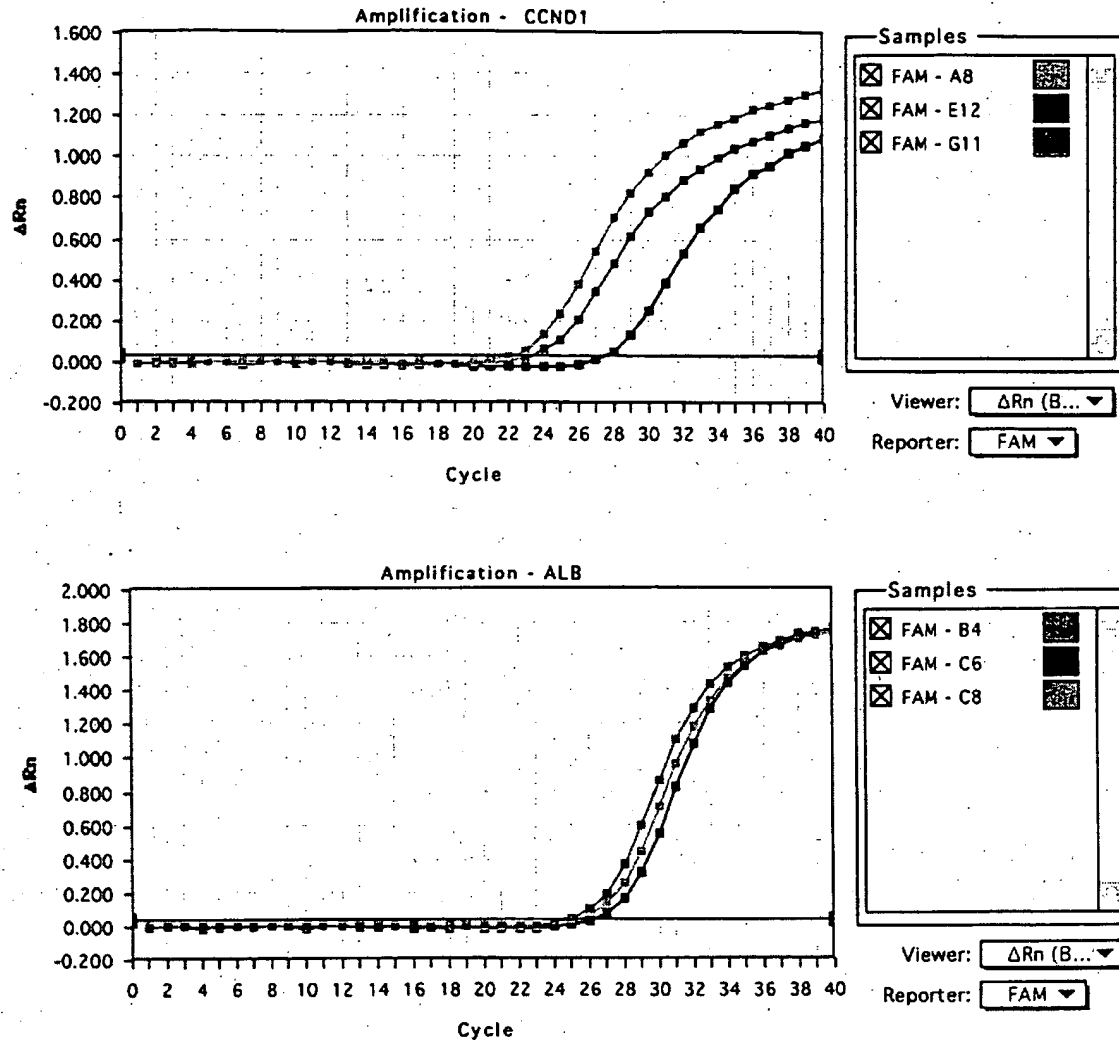 Amplification - CCND1
1.600
1.400
1.200
1.000
0.800
0.600
0.400
0.200
0.000
-0.200
ΔRn
0 2 4 6 8 10 12 14 16 18 20 22 24 26 28 30 32 34 36 38 40
Cycle
Samples
FAM - A8
FAM - E12
FAM - G11
Viewer: ΔRn (B...
Reporter: FAM
Amplification - ALB
2.000
1.800
1.600
1.400
1.200
1.000
0.800
0.600
0.400
0.200
0.000
-0.200
ΔRn
0 2 4 6 8 10 12 14 16 18 20 22 24 26 28 30 32 34 36 38 40
Cycle
Samples
FAM - B4
FAM - C6
FAM - C8
Viewer: ΔRn (B...
Reporter: FAM